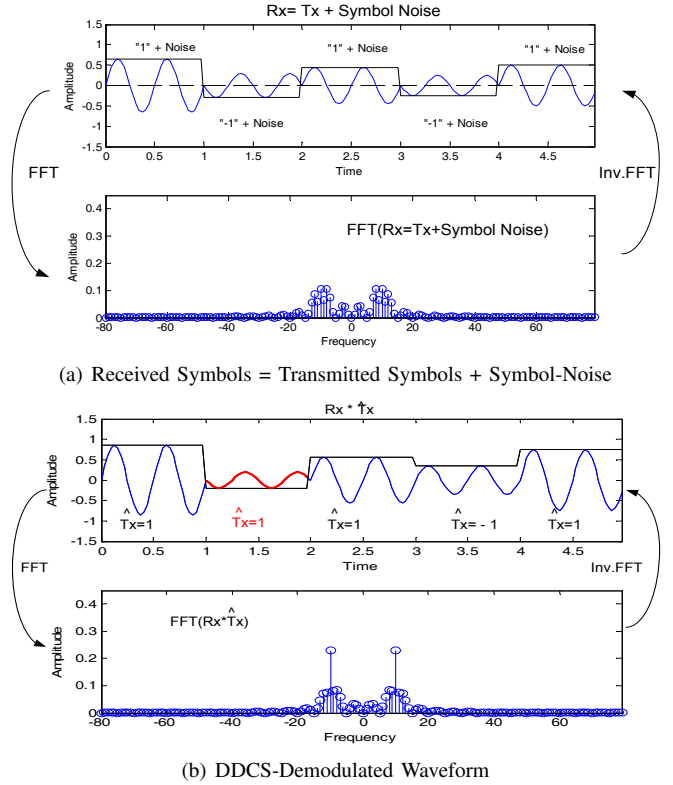 Rx= Tx + Symbol Noise
1.5
1
0.5
0
-0.5
-1
-1.5
Amplitude
"1" + Noise
"1" + Noise
"1" + Noise
"-1" + Noise
"-1" + Noise
0 0.5 1 1.5 2 2.5 3 3.5 4 4.5
Time
FFT
Inv.FFT
0.4
0.3
0.2
0.1
0
Amplitude
FFT(Rx=Tx+Symbol Noise)
-80 -60 -40 -20 0 20 40 60
Frequency
(a) Received Symbols = Transmitted Symbols + Symbol-Noise
Rx * T̂x
1.5
1
0.5
0
-0.5
-1
-1.5
Amplitude
T̂x=1
T̂x=1
T̂x=1
T̂x= - 1
T̂x=1
0 0.5 1 1.5 2 2.5 3 3.5 4 4.5
Time
FFT
Inv.FFT
0.4
0.3
0.2
0.1
0
Amplitude
FFT(Rx*T̂x)
-80 -60 -40 -20 0 20 40 60
Frequency
(b) DDCS-Demodulated Waveform